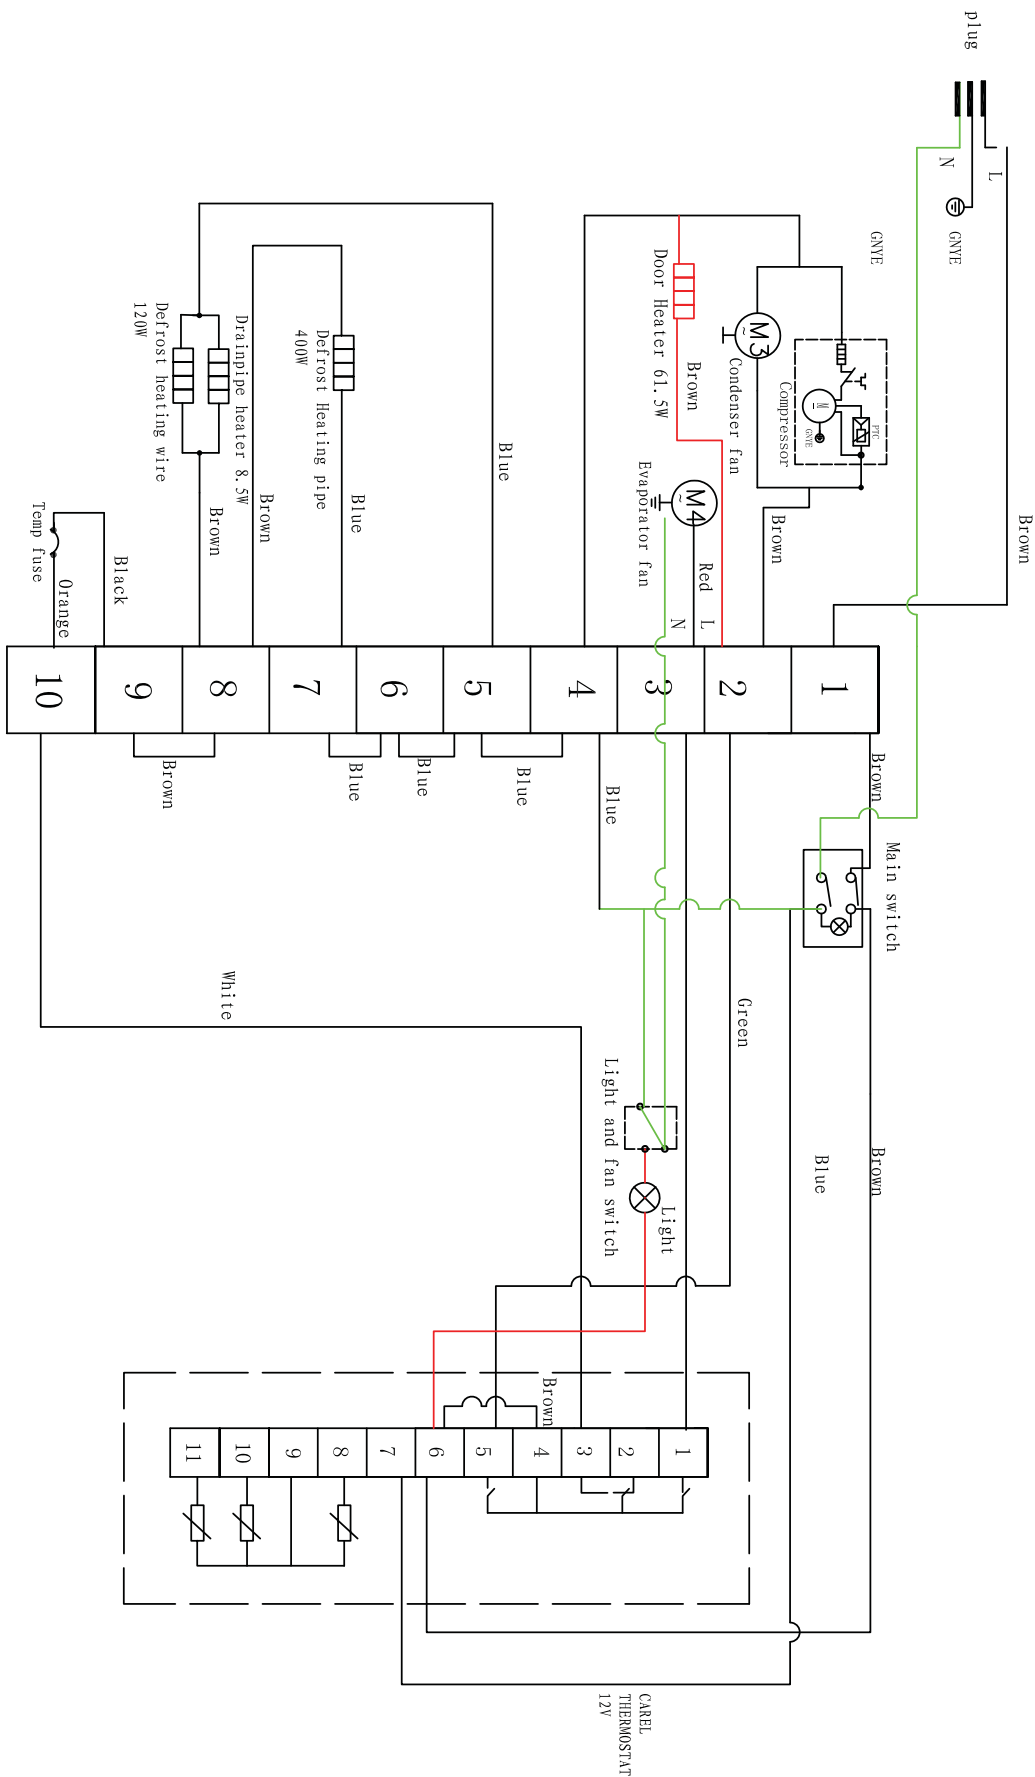 plug
L
N
GNYE
GNYE
Brown
Compressor
PTC
M
GNYE
M3
~
Condenser fan
Brown
Door Heater 61.5W
Brown
M4
~
Evaporator fan
Red
L
N
Blue
Defrost Heating pipe
400W
Blue
Brown
Drainpipe heater 8.5W
Defrost heating wire
120W
Brown
Temp fuse
Black
Orange
1
2
3
4
5
6
7
8
9
10
Brown
Main switch
Blue
Blue
Blue
Blue
Brown
White
Green
Light and fan switch
Light
Blue
Brown
Brown
1
2
3
4
5
6
7
8
9
10
11
CAREL
THERMOSTAT
12V